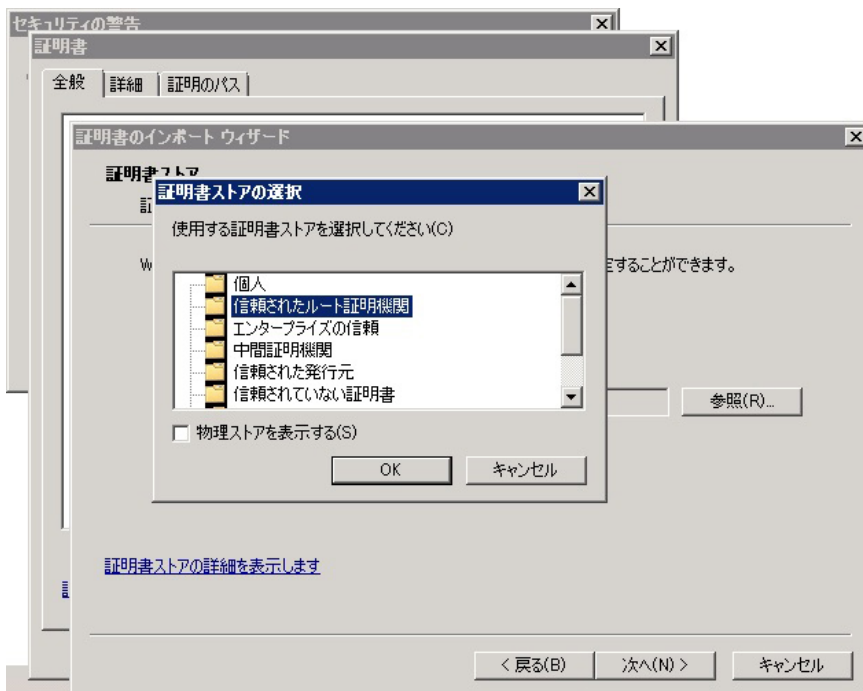 セキュリティの警告
証明書
全般
詳細
証明のパス
証明書のインポート ウィザード
証明書ストア
証明書ストアの選択
使用する証明書ストアを選択してください(C)
W
定することができます。
個人
信頼されたルート証明機関
エンタープライズの信頼
中間証明機関
信頼された発行元
信頼されていない証明書
参照(R)...
物理ストアを表示する(S)
OK
キャンセル
証明書ストアの詳細を表示します
< 戻る(B)
次へ(N) >
キャンセル